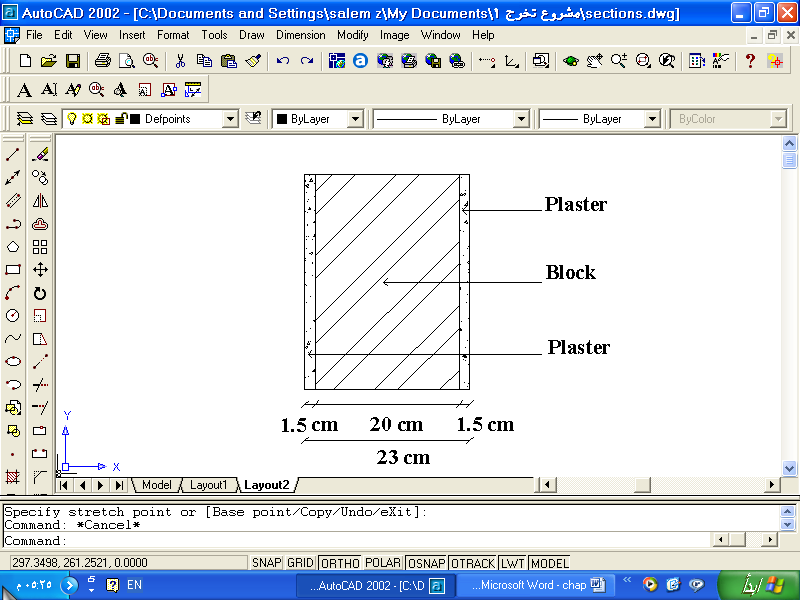 AutoCAD 2002 - [C:\Documents and Settings\salem z\My Documents\مشروع تخرج ١\sections.dwg]
File Edit View Insert Format Tools Draw Dimension Modify Image Window Help
Defpoints ByLayer ByLayer ByLayer ByColor
Plaster
Block
Plaster
1.5 cm 20 cm 1.5 cm
23 cm
Y
X
Model Layout1 Layout2
Specify stretch point or [Base point/Copy/Undo/eXit]:
Command: *Cancel*
Command:
297.3498, 261.2521, 0.0000 SNAP GRID ORTHO POLAR OSNAP OTRACK LWT MODEL
٠٥:٢٥ م EN ...AutoCAD 2002 - [C:\D ...Microsoft Word - chap ابدأ